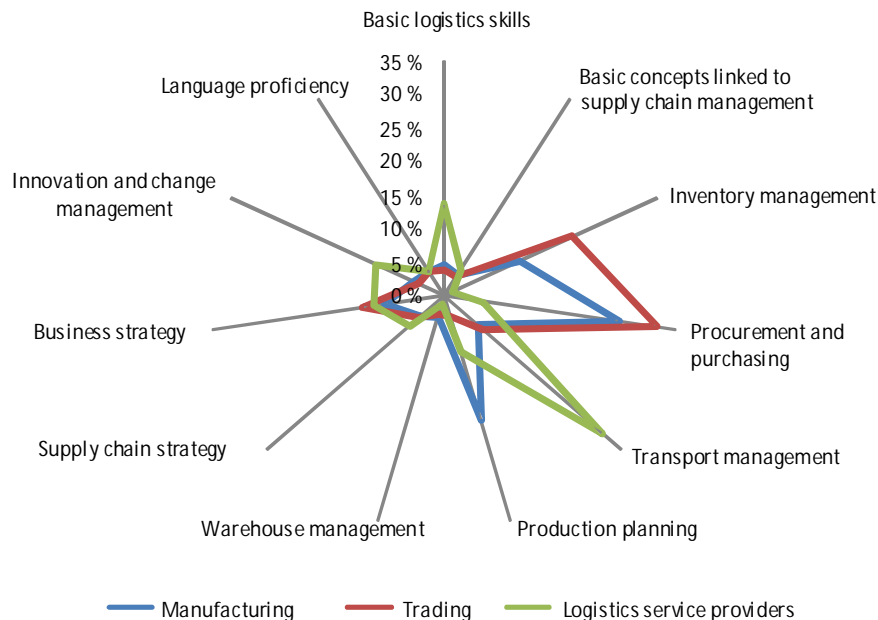 Basic logistics skills
35 %
30 %
25 %
20 %
15 %
10 %
5 %
0 %
Basic concepts linked to
supply chain management
Inventory management
Procurement and
purchasing
Transport management
Production planning
Warehouse management
Supply chain strategy
Business strategy
Innovation and change
management
Language proficiency
Manufacturing
Trading
Logistics service providers